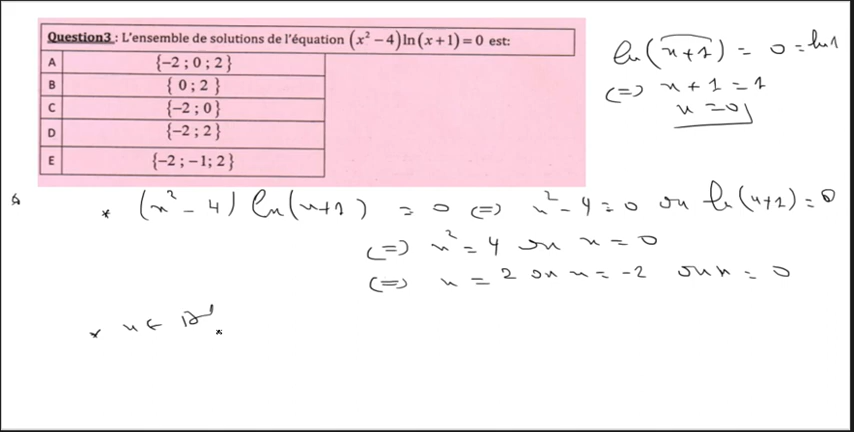 Question3 : L'ensemble de solutions de l'équation (x² − 4)ln(x + 1) = 0 est:
A {−2 ; 0 ; 2}
B { 0 ; 2 }
C {−2 ; 0}
D {−2 ; 2}
E {−2 ; −1; 2}
ln(x+1) = 0 = ln1
(=) x + 1 = 1
x = 0
* (x² − 4) ln(x+1) = 0 (=) x² − 4 = 0 ou ln(x+1) = 0
(=) x² = 4 ou x = 0
(=) x = 2 ou x = −2 ou x = 0
* x ∈